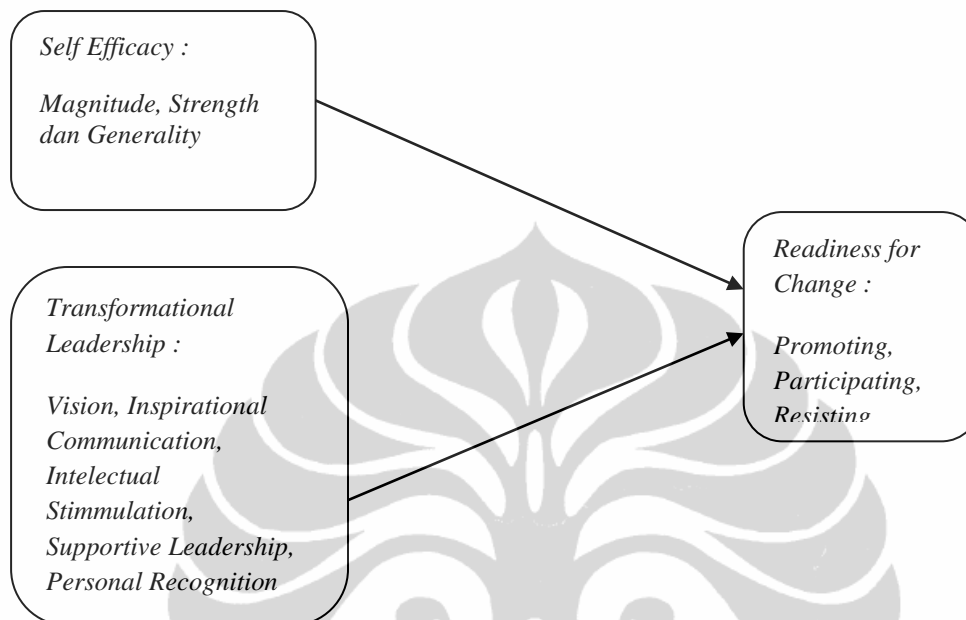 Self Efficacy :
Magnitude, Strength
dan Generality
Transformational
Leadership :
Vision, Inspirational
Communication,
Intelectual
Stimmulation,
Supportive Leadership,
Personal Recognition
Readiness for
Change :
Promoting,
Participating,
Resisting